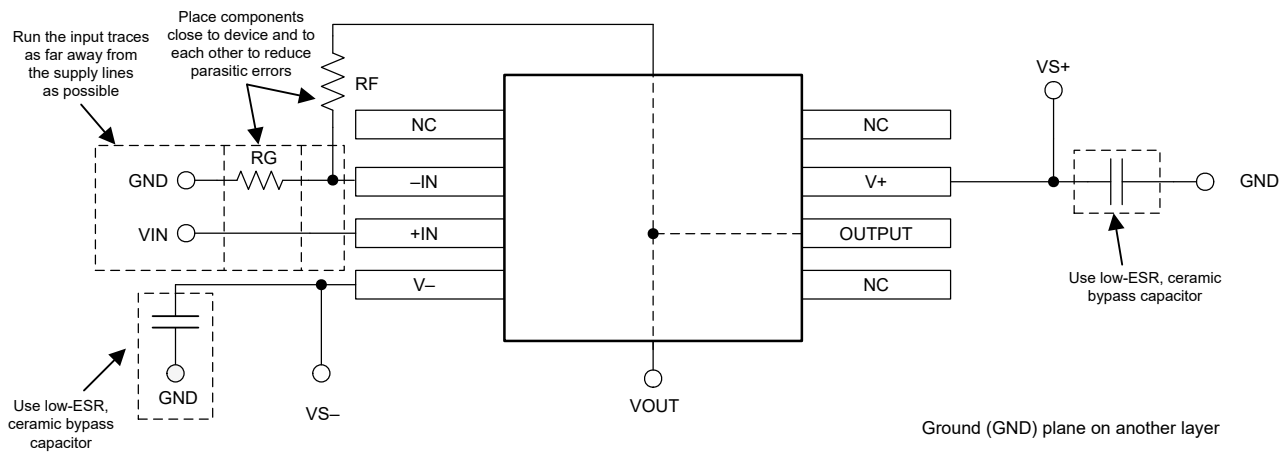 Place components
close to device and to
each other to reduce
parasitic errors
Run the input traces
as far away from
the supply lines
as possible
RF
VS+
NC
NC
RG
GND
–IN
V+
GND
VIN
+IN
OUTPUT
V–
NC
Use low-ESR, ceramic
bypass capacitor
GND
VS–
VOUT
Use low-ESR,
ceramic bypass
capacitor
Ground (GND) plane on another layer